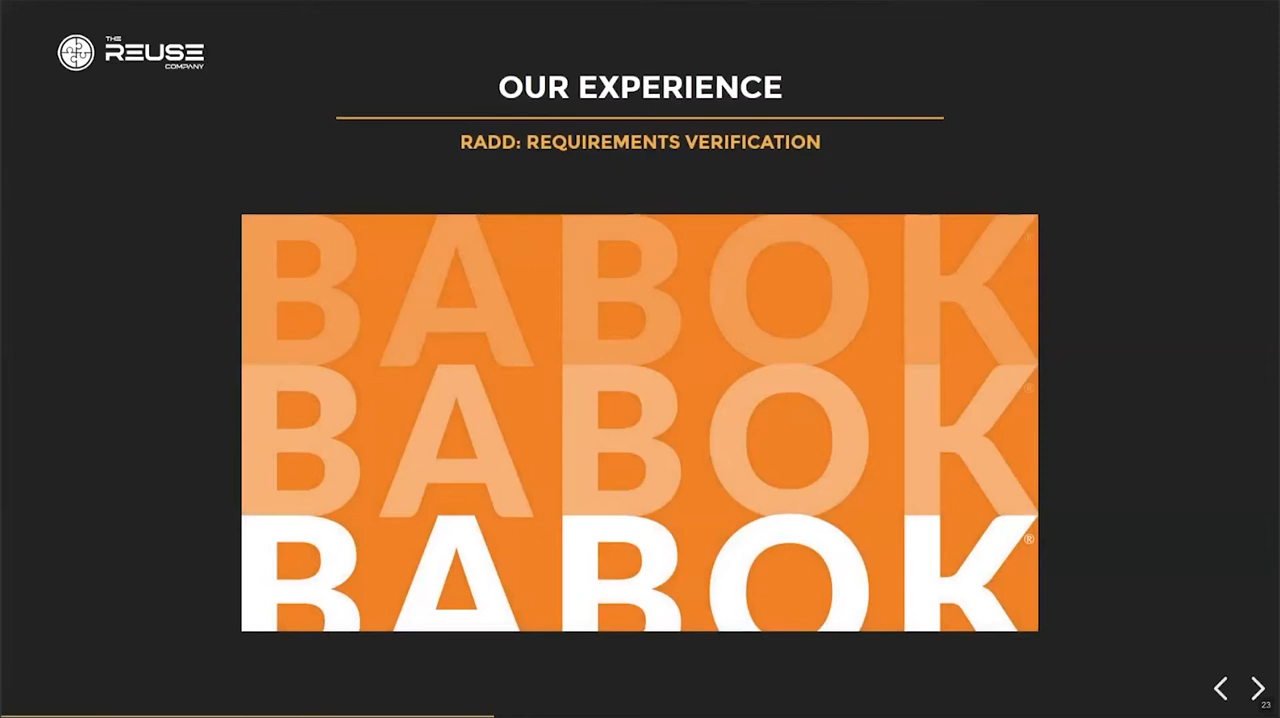 THE
REUSE
COMPANY
OUR EXPERIENCE
RADD: REQUIREMENTS VERIFICATION
BABOK®
BABOK®
BABOK®
23